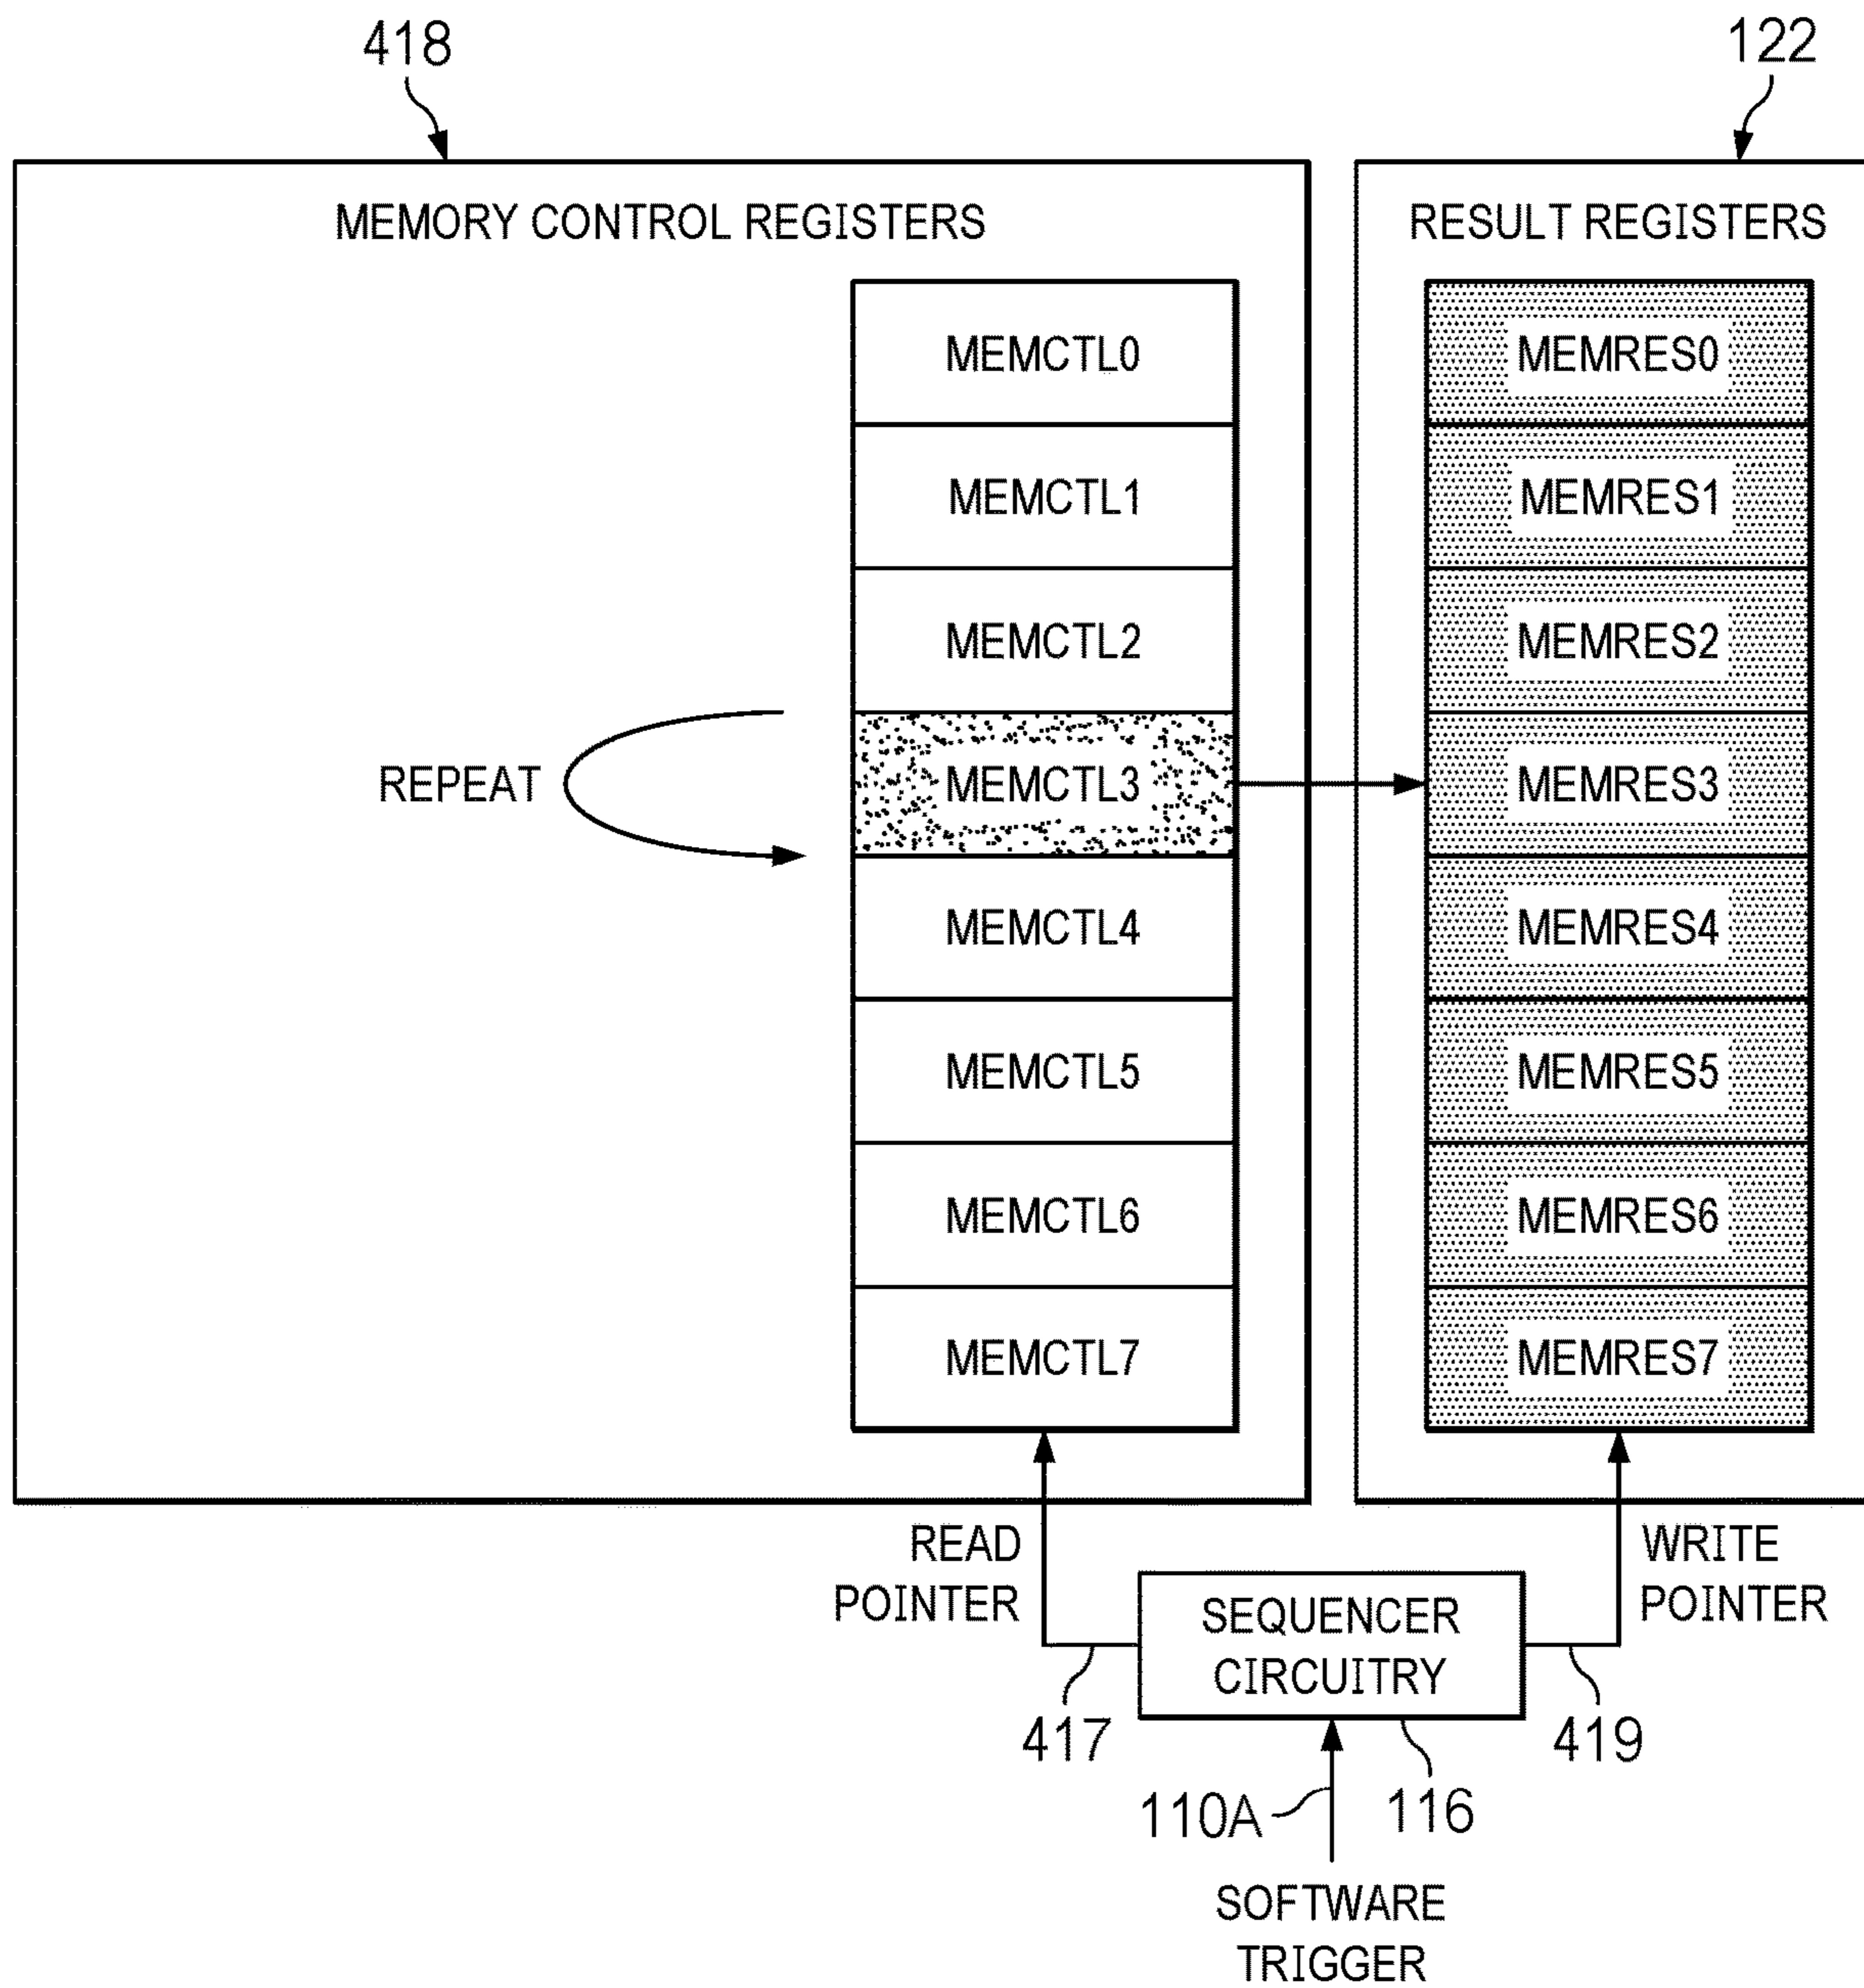 418
122
MEMORY CONTROL REGISTERS
RESULT REGISTERS
MEMCTL0
MEMCTL1
MEMCTL2
MEMCTL3
MEMCTL4
MEMCTL5
MEMCTL6
MEMCTL7
REPEAT
MEMRES0
MEMRES1
MEMRES2
MEMRES3
MEMRES4
MEMRES5
MEMRES6
MEMRES7
READ
POINTER
WRITE
POINTER
SEQUENCER
CIRCUITRY
417
419
110A
116
SOFTWARE
TRIGGER